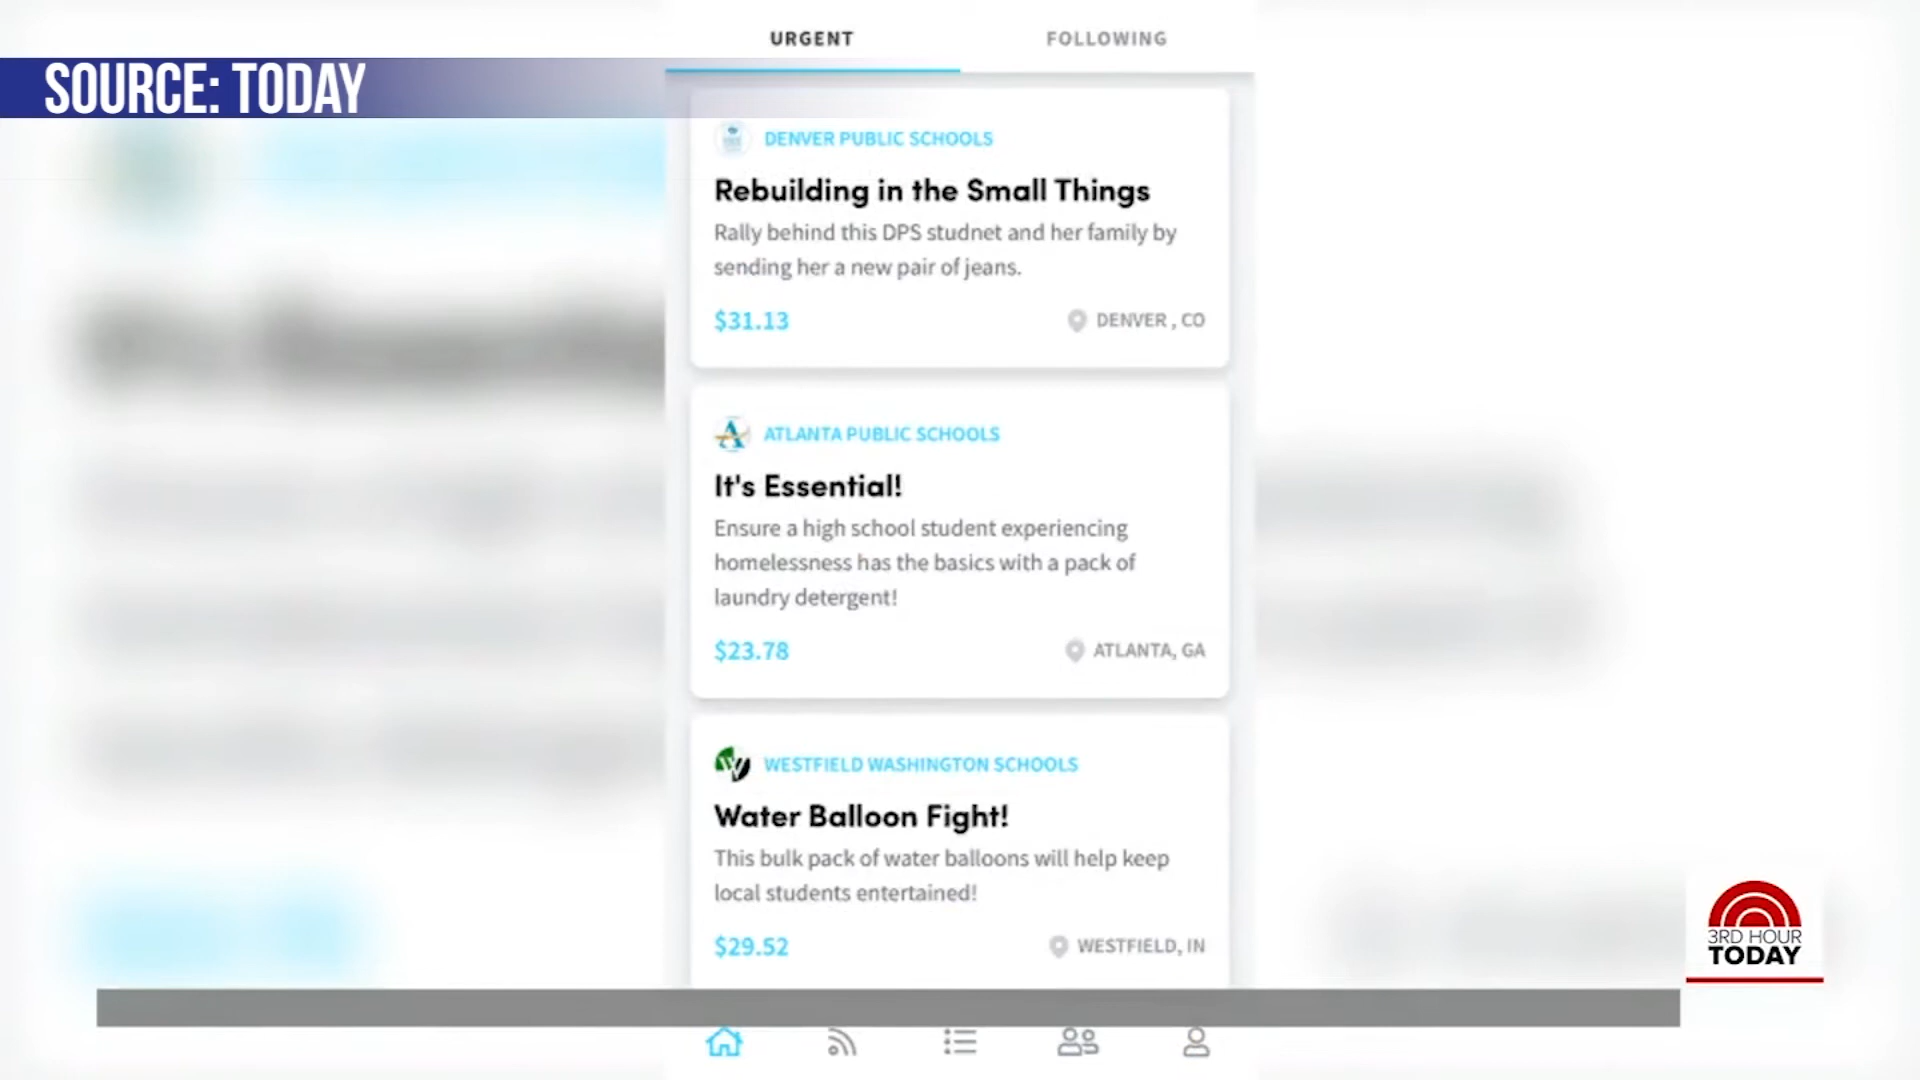 URGENT
FOLLOWING
SOURCE: TODAY
DENVER PUBLIC SCHOOLS
Rebuilding in the Small Things
Rally behind this DPS studnet and her family by
sending her a new pair of jeans.
$31.13
DENVER , CO
ATLANTA PUBLIC SCHOOLS
It's Essential!
Ensure a high school student experiencing
homelessness has the basics with a pack of
laundry detergent!
$23.78
ATLANTA, GA
WESTFIELD WASHINGTON SCHOOLS
Water Balloon Fight!
This bulk pack of water balloons will help keep
local students entertained!
$29.52
WESTFIELD, IN
3RD HOUR
TODAY